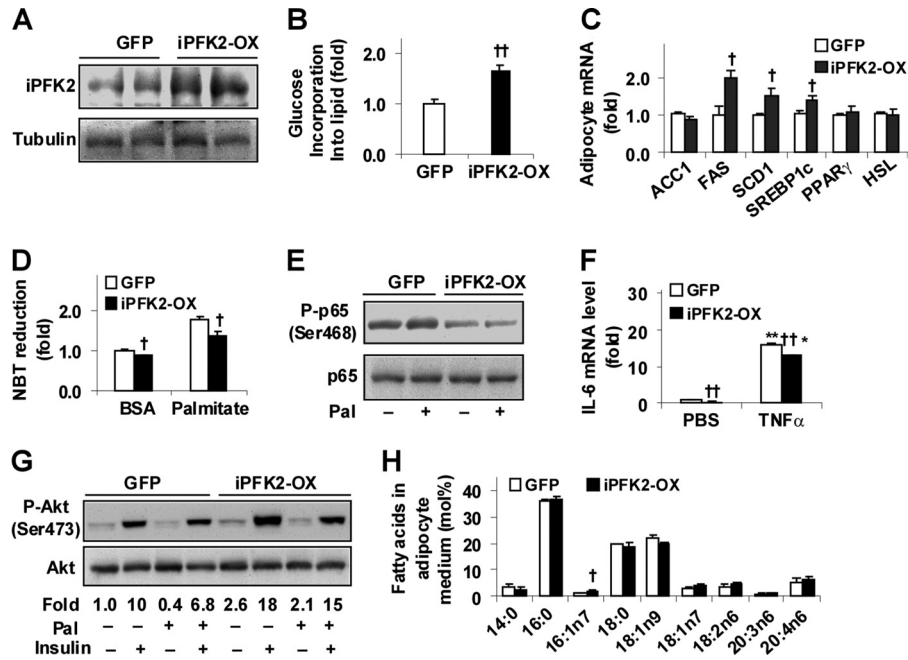 A
GFP iPFK2-OX
iPFK2
Tubulin
B
Glucose
Incorporation
Into lipid (fold)
2.0
1.0
0.0
††
GFP iPFK2-OX
C
GFP
iPFK2-OX
Adipocyte mRNA
(fold)
2.0
1.0
0.0
† † †
ACC1 FAS SCD1 SREBP1c PPARγ HSL
D
GFP
iPFK2-OX
NBT reduction
(fold)
2.0
1.0
0.0
† †
BSA Palmitate
E
GFP iPFK2-OX
P-p65
(Ser468)
p65
Pal – + – +
F
GFP
iPFK2-OX
IL-6 mRNA level
(fold)
30
20
10
0
†† ** †† *
PBS TNFα
G
GFP iPFK2-OX
P-Akt
(Ser473)
Akt
Fold 1.0 10 0.4 6.8 2.6 18 2.1 15
Pal – – + + – – + +
Insulin – + – + – + – +
H
GFP iPFK2-OX
Fatty acids in
adipocyte
medium (mol%)
40
20
0
†
14:0 16:0 16:1n7 18:0 18:1n9 18:1n7 18:2n6 20:3n6 20:4n6